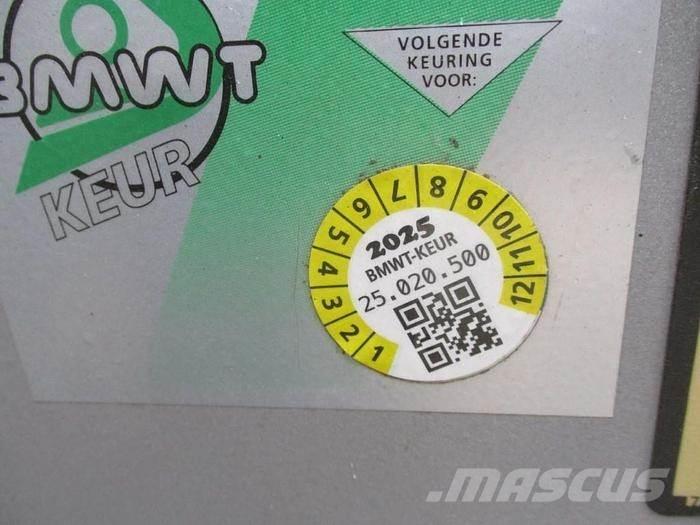 BMWT
KEUR
VOLGENDE
KEURING
VOOR:
1 2 3 4 5 6 7 8 9 10 11 12
2025
BMWT-KEUR
25.020.500
MASCUS